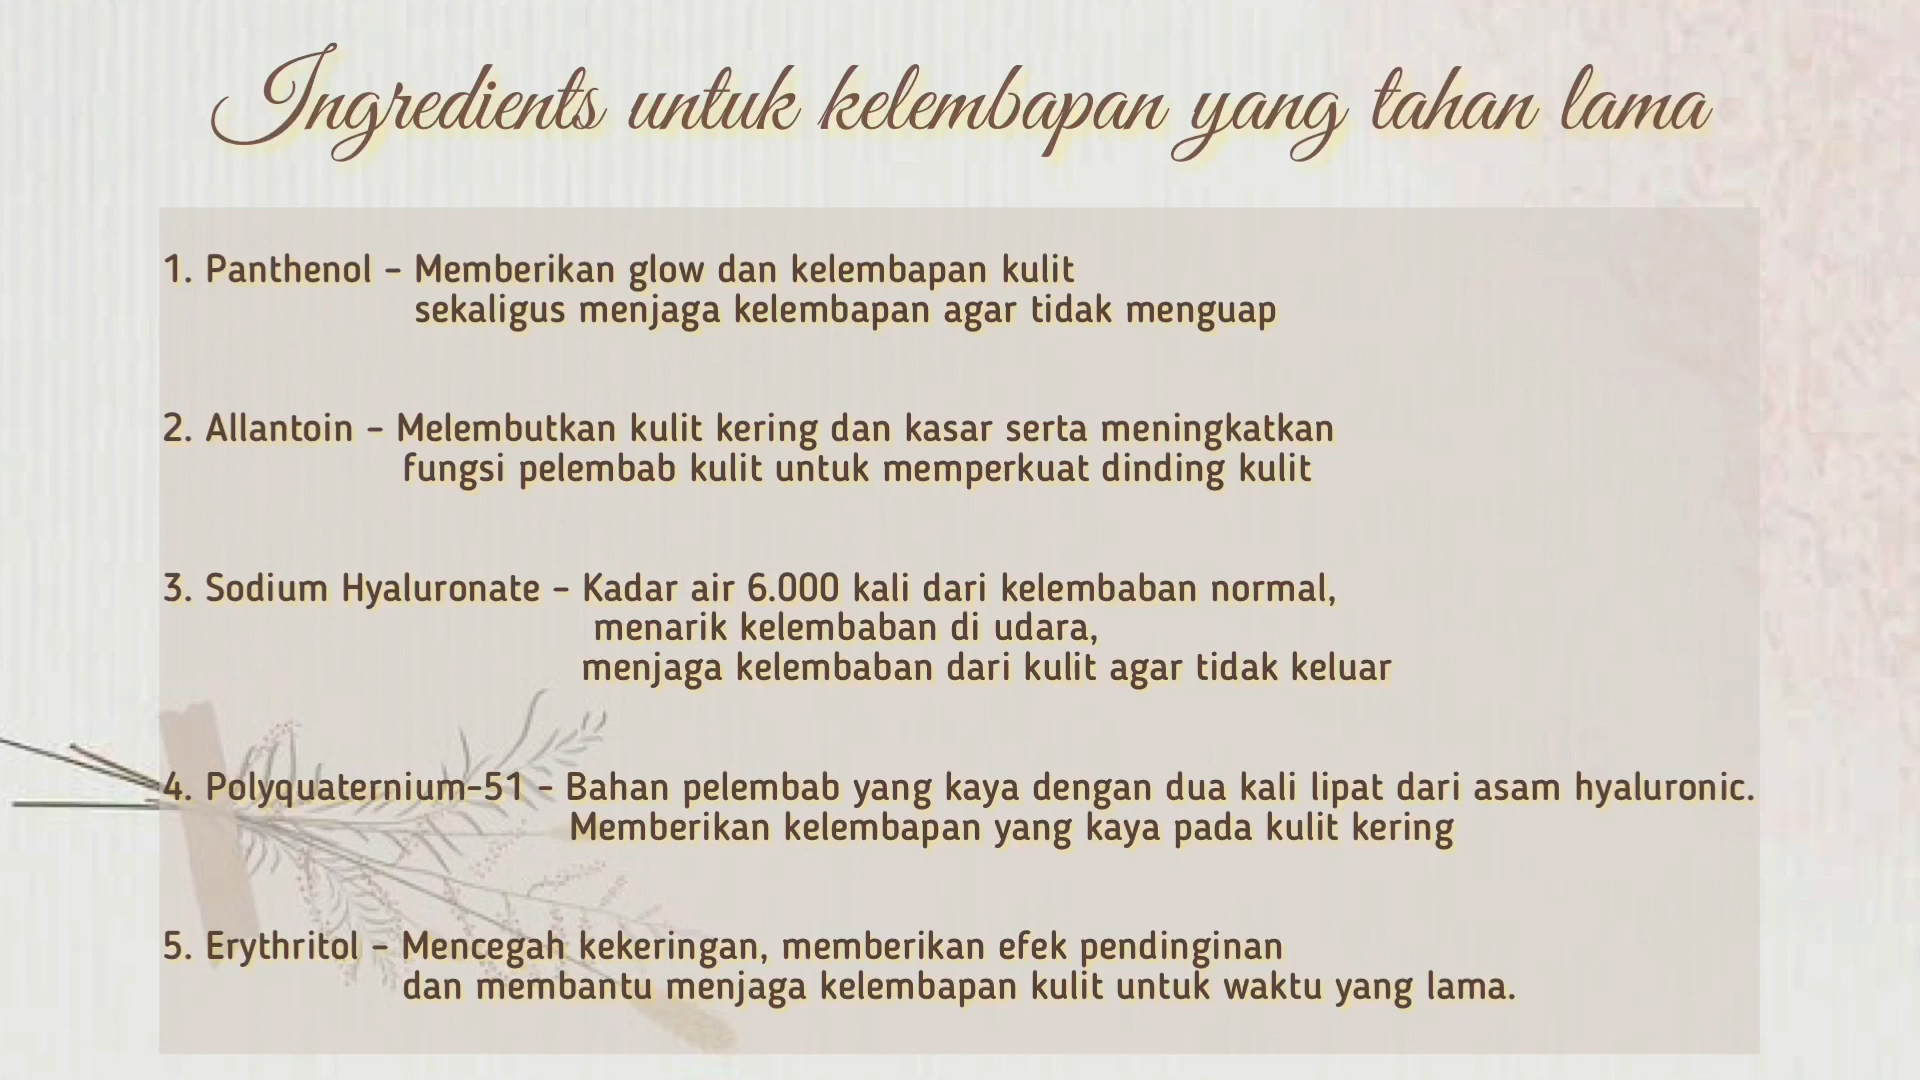 Ingredients untuk kelembapan yang tahan lama
1. Panthenol – Memberikan glow dan kelembapan kulit
sekaligus menjaga kelembapan agar tidak menguap
2. Allantoin – Melembutkan kulit kering dan kasar serta meningkatkan
fungsi pelembab kulit untuk memperkuat dinding kulit
3. Sodium Hyaluronate – Kadar air 6.000 kali dari kelembaban normal,
menarik kelembaban di udara,
menjaga kelembaban dari kulit agar tidak keluar
4. Polyquaternium-51 – Bahan pelembab yang kaya dengan dua kali lipat dari asam hyaluronic.
Memberikan kelembapan yang kaya pada kulit kering
5. Erythritol – Mencegah kekeringan, memberikan efek pendinginan
dan membantu menjaga kelembapan kulit untuk waktu yang lama.